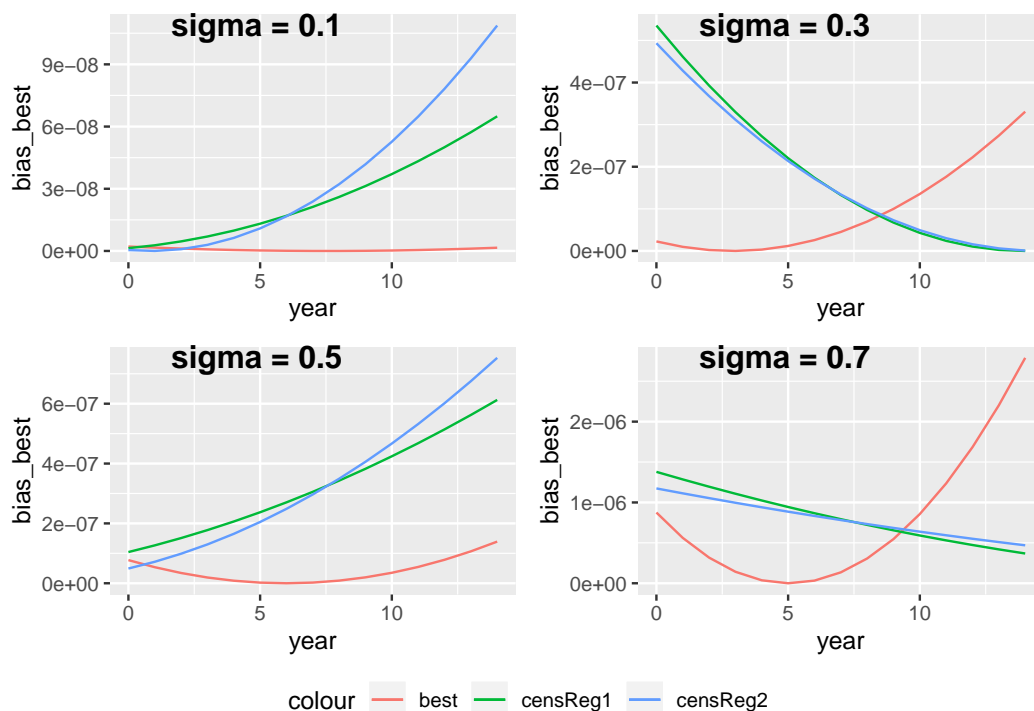 sigma = 0.1
bias_best
9e−08
6e−08
3e−08
0e+00
0
5
10
year
sigma = 0.3
bias_best
4e−07
2e−07
0e+00
0
5
10
year
sigma = 0.5
bias_best
6e−07
4e−07
2e−07
0e+00
0
5
10
year
sigma = 0.7
bias_best
2e−06
1e−06
0e+00
0
5
10
year
colour best censReg1 censReg2